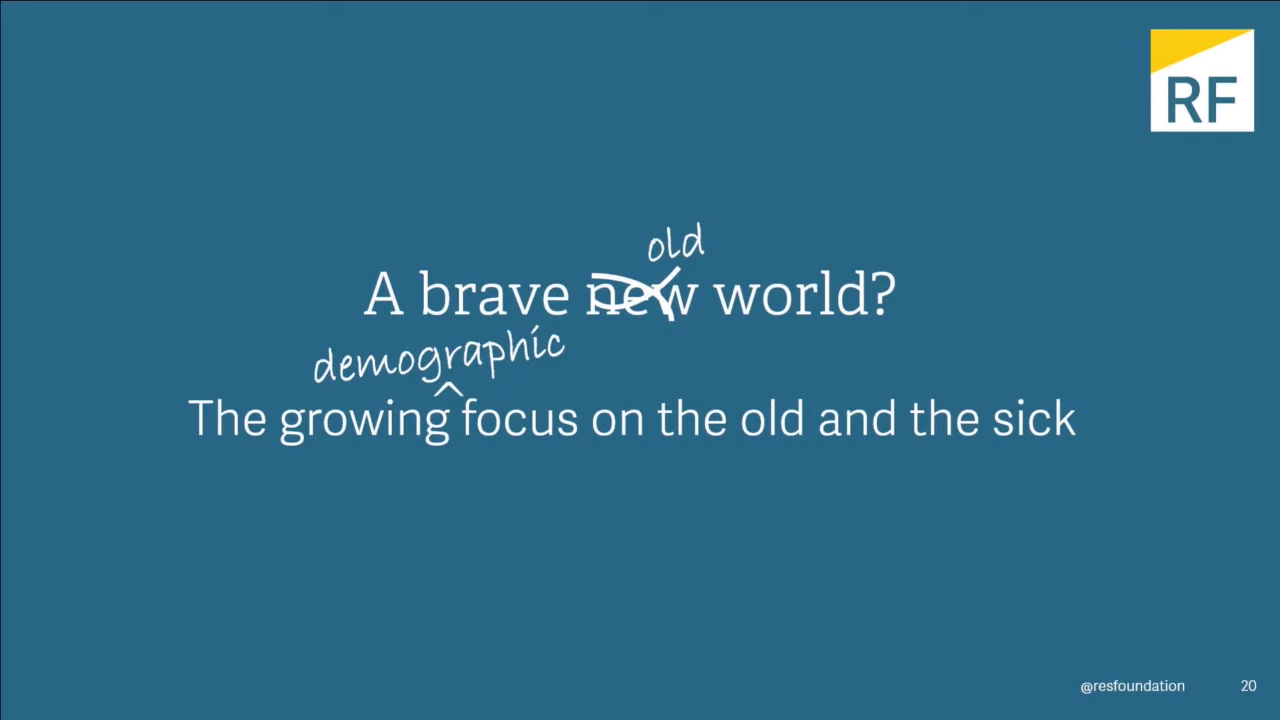 RF
old
A brave new world?
demographic
The growing focus on the old and the sick
@resfoundation
20